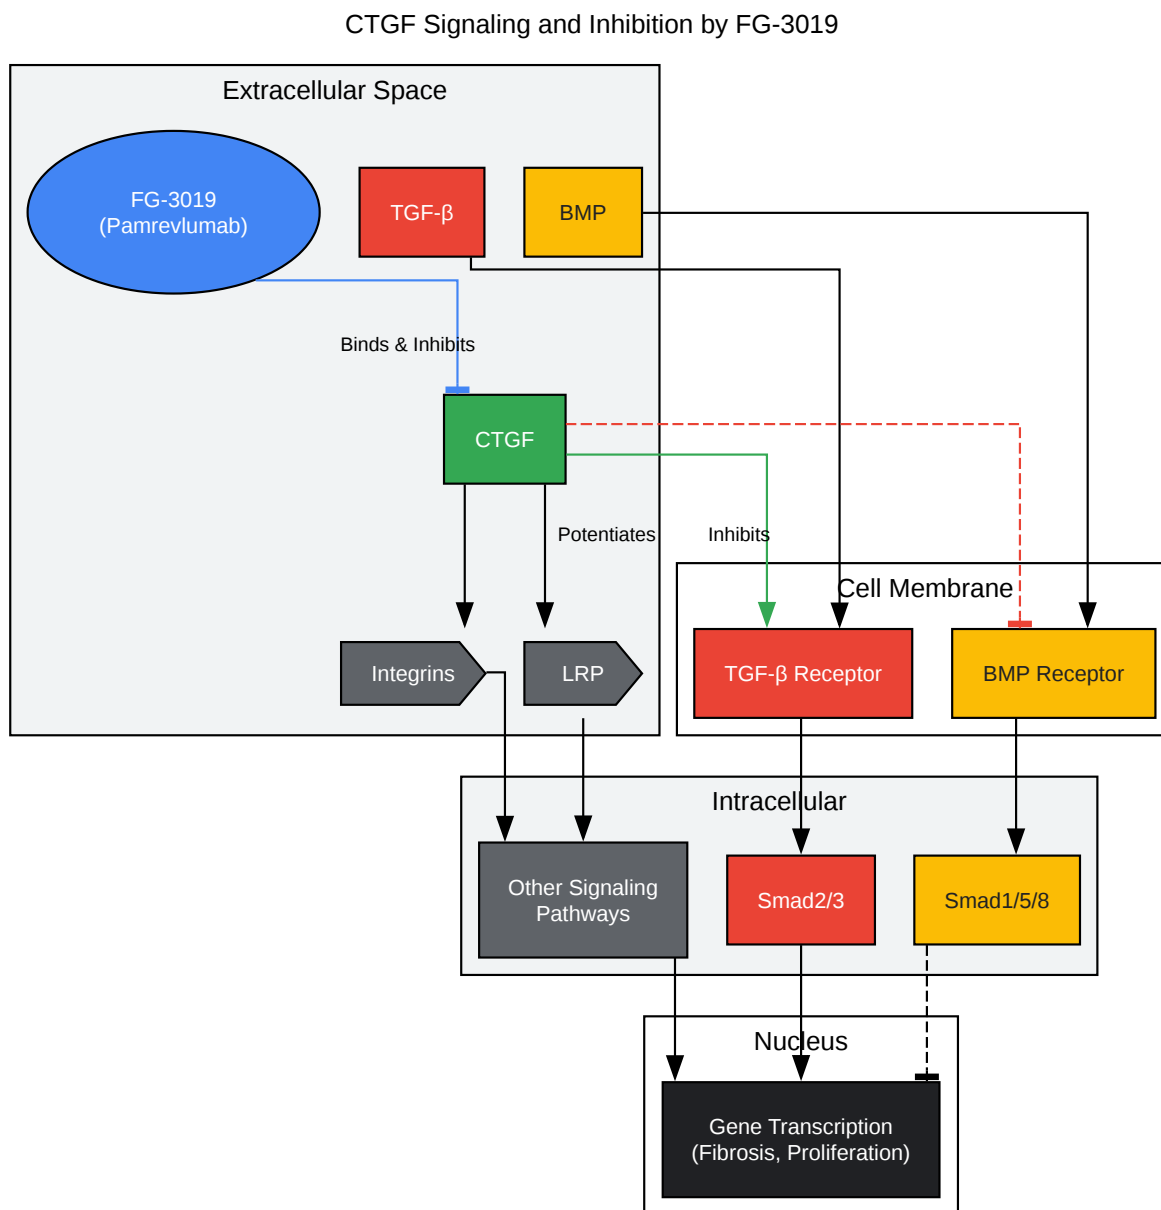 CTGF Signaling and Inhibition by FG-3019
Extracellular Space
FG-3019
(Pamrevlumab)
TGF-β
BMP
Binds & Inhibits
CTGF
Potentiates
Inhibits
Cell Membrane
Integrins
LRP
TGF-β Receptor
BMP Receptor
Intracellular
Other Signaling
Pathways
Smad2/3
Smad1/5/8
Nucleus
Gene Transcription
(Fibrosis, Proliferation)